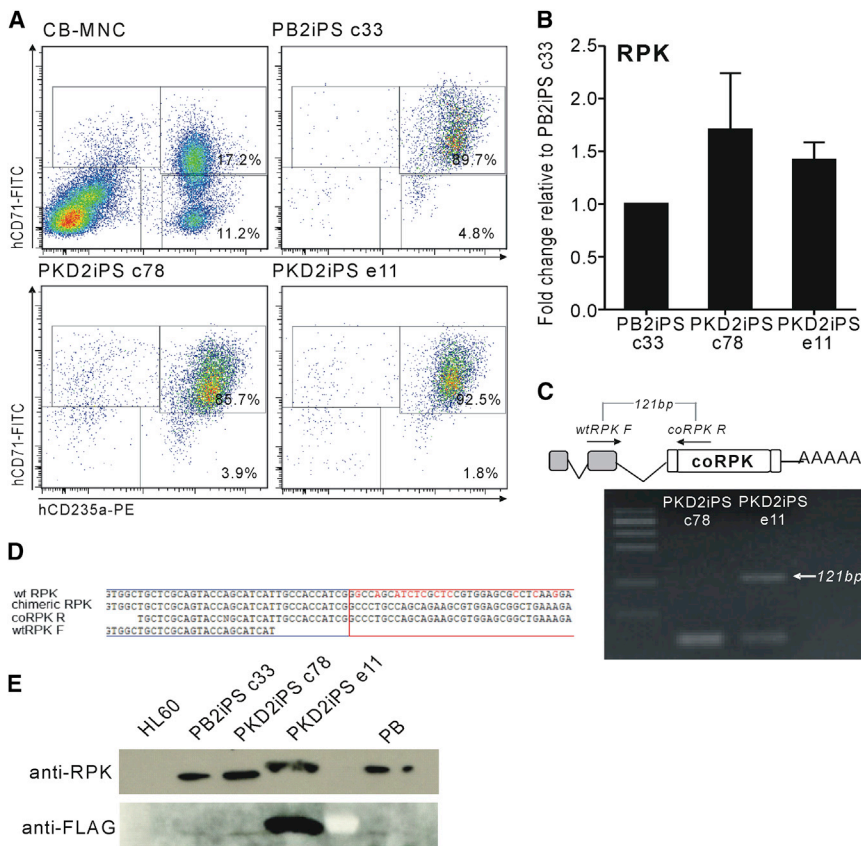 A
CB-MNC
PB2iPS c33
hCD71-FITC
17.2%
11.2%
89.7%
4.8%
PKD2iPS c78
PKD2iPS e11
hCD71-FITC
85.7%
3.9%
92.5%
1.8%
hCD235a-PE
B
RPK
Fold change relative to PB2iPS c33
2.5
2.0
1.5
1.0
0.5
0.0
PB2iPS c33
PKD2iPS c78
PKD2iPS e11
C
121bp
wtRPK F
coRPK R
coRPK
AAAAA
PKD2iPS c78
PKD2iPS e11
121bp
D
wt RPK GTGGCTGCTCGCAGTACCAGCATCATTGCCACCATCGGGGCCAGCATCTCGCTCCGTGGAGCGCCTCAAGGA
chimeric RPK GTGGCTGCTCGCAGTACCAGCATCATTGCCACCATCGGCCCTGCCAGCAGAAGCGTGGAGCGGCTGAAAGA
coRPK R TGCTCGCAGTACCNGCATCATTGCCACCATCGGCCCTGCCAGCAGAAGCGTGGAGCGGCTGAAAGA
wtRPK F GTGGCTGCTCGCAGTACCAGCATCAT
E
HL60
PB2iPS c33
PKD2iPS c78
PKD2iPS e11
PB
anti-RPK
anti-FLAG